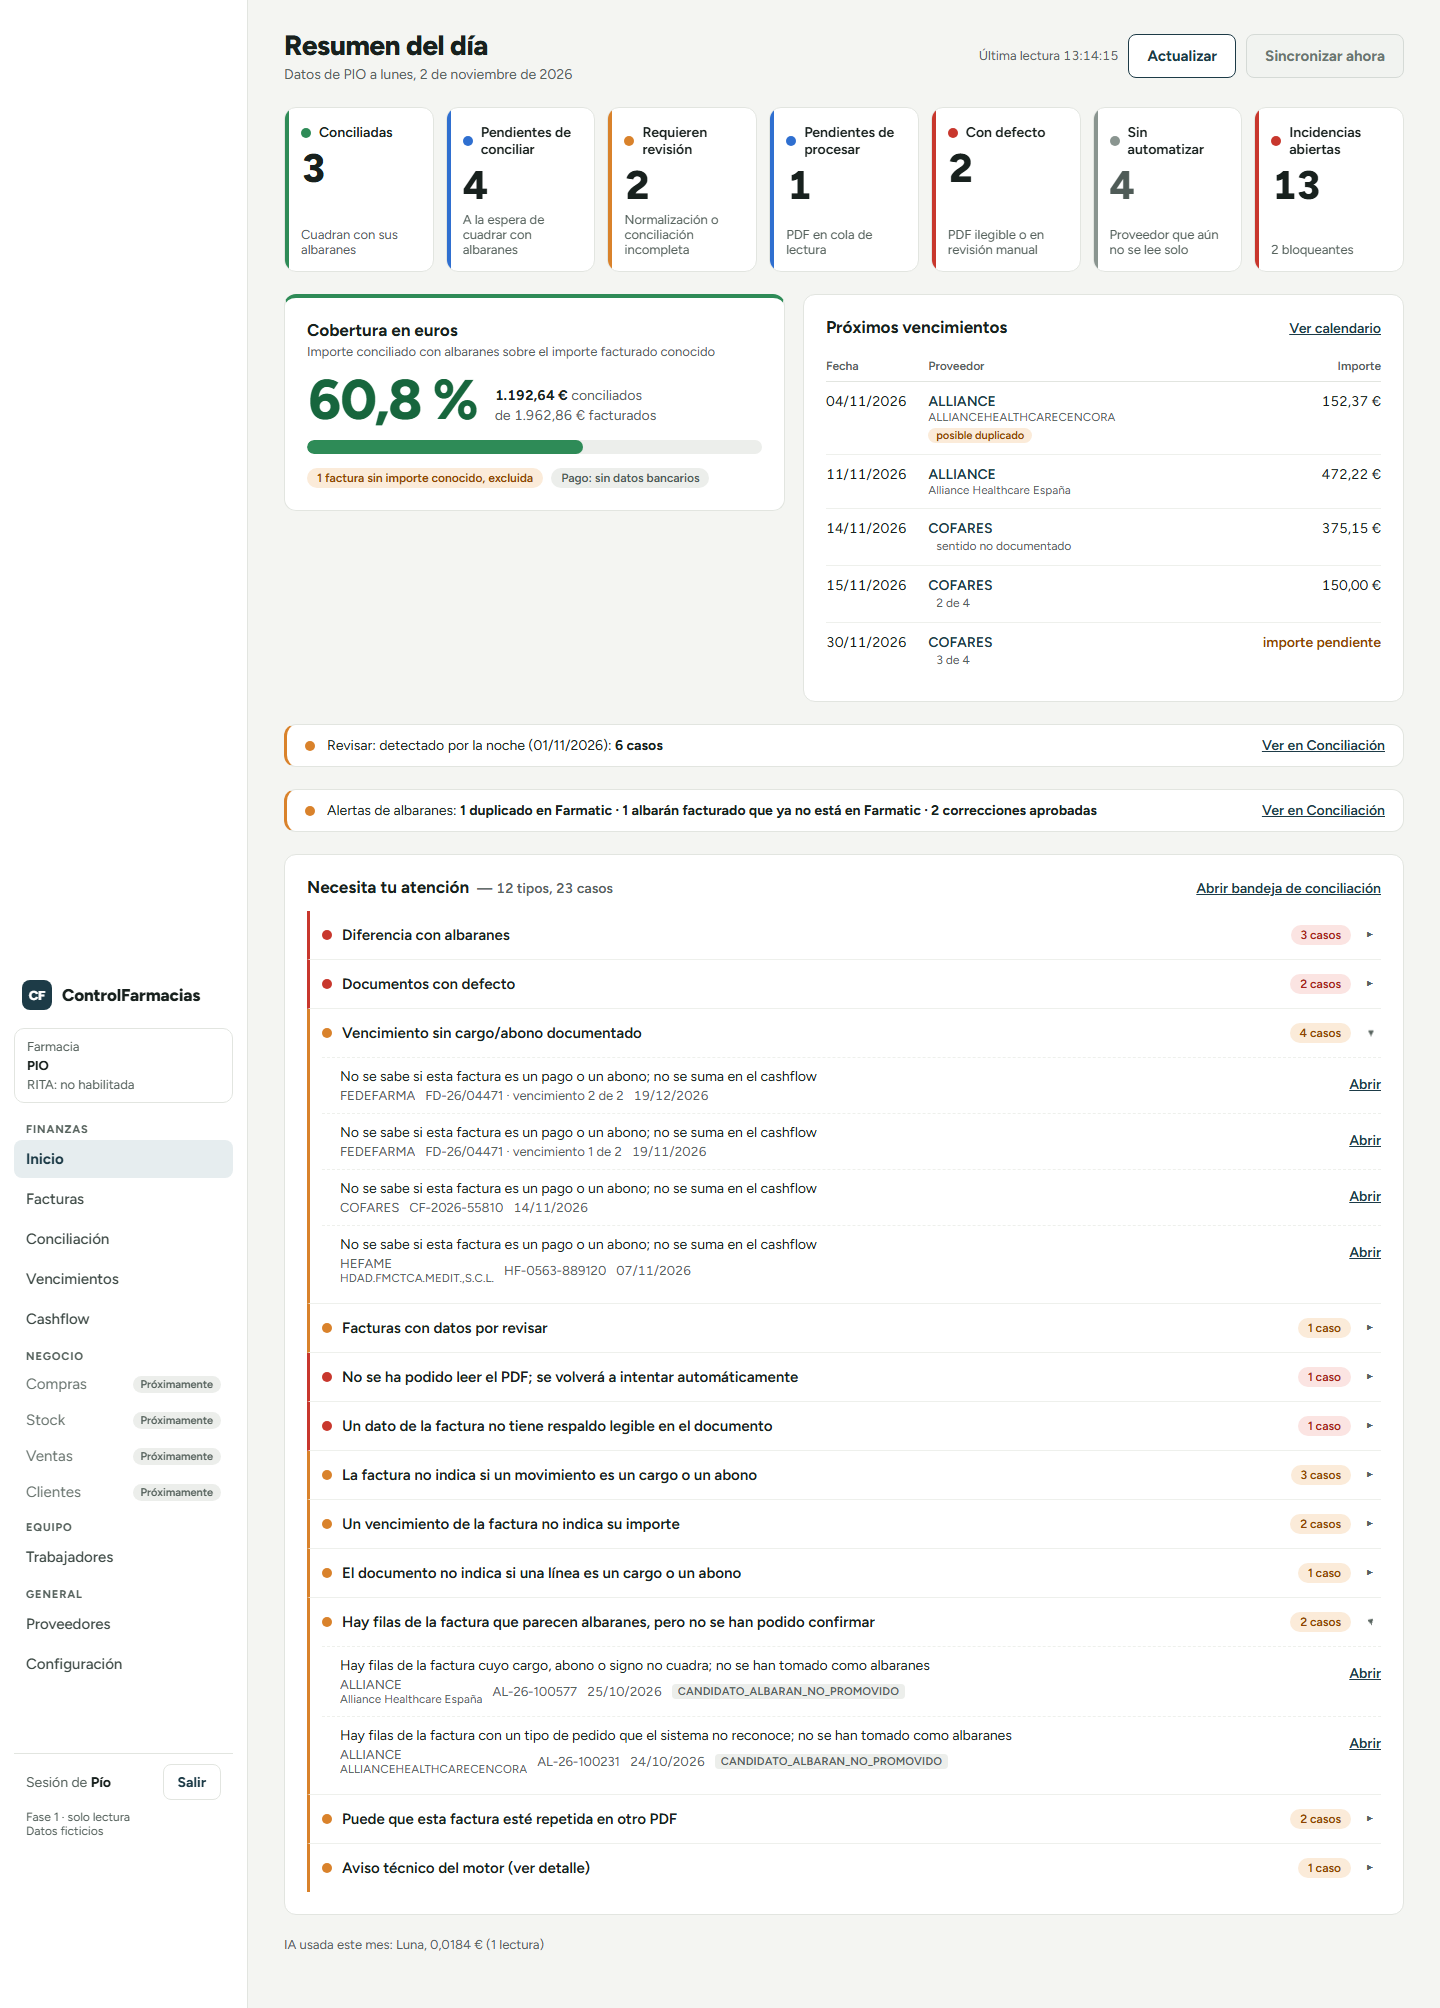 Resumen del día
Datos de PIO a lunes, 2 de noviembre de 2026
Última lectura 13:14:15
Actualizar
Sincronizar ahora
Conciliadas
3
Cuadran con sus
albaranes
Pendientes de
conciliar
4
A la espera de
cuadrar con
albaranes
Requieren
revisión
2
Normalización o
conciliación
incompleta
Pendientes de
procesar
1
PDF en cola de
lectura
Con defecto
2
PDF ilegible o en
revisión manual
Sin
automatizar
4
Proveedor que aún
no se lee solo
Incidencias
abiertas
13
2 bloqueantes
Cobertura en euros
Importe conciliado con albaranes sobre el importe facturado conocido
60,8 %
1.192,64 € conciliados
de 1.962,86 € facturados
1 factura sin importe conocido, excluida
Pago: sin datos bancarios
Próximos vencimientos
Ver calendario
Fecha Proveedor Importe
04/11/2026 ALLIANCE 152,37 €
ALLIANCEHEALTHCARECENCORA
posible duplicado
11/11/2026 ALLIANCE 472,22 €
Alliance Healthcare España
14/11/2026 COFARES 375,15 €
sentido no documentado
15/11/2026 COFARES 150,00 €
2 de 4
30/11/2026 COFARES importe pendiente
3 de 4
Revisar: detectado por la noche (01/11/2026): 6 casos
Ver en Conciliación
Alertas de albaranes: 1 duplicado en Farmatic · 1 albarán facturado que ya no está en Farmatic · 2 correcciones aprobadas
Ver en Conciliación
Necesita tu atención — 12 tipos, 23 casos
Abrir bandeja de conciliación
Diferencia con albaranes 3 casos
Documentos con defecto 2 casos
Vencimiento sin cargo/abono documentado 4 casos
No se sabe si esta factura es un pago o un abono; no se suma en el cashflow
FEDEFARMA FD-26/04471 · vencimiento 2 de 2 19/12/2026
Abrir
No se sabe si esta factura es un pago o un abono; no se suma en el cashflow
FEDEFARMA FD-26/04471 · vencimiento 1 de 2 19/11/2026
Abrir
No se sabe si esta factura es un pago o un abono; no se suma en el cashflow
COFARES CF-2026-55810 14/11/2026
Abrir
No se sabe si esta factura es un pago o un abono; no se suma en el cashflow
HEFAME
HDAD.FMCTCA.MEDIT.,S.C.L. HF-0563-889120 07/11/2026
Abrir
Facturas con datos por revisar 1 caso
No se ha podido leer el PDF; se volverá a intentar automáticamente 1 caso
Un dato de la factura no tiene respaldo legible en el documento 1 caso
La factura no indica si un movimiento es un cargo o un abono 3 casos
Un vencimiento de la factura no indica su importe 2 casos
El documento no indica si una línea es un cargo o un abono 1 caso
Hay filas de la factura que parecen albaranes, pero no se han podido confirmar 2 casos
Hay filas de la factura cuyo cargo, abono o signo no cuadra; no se han tomado como albaranes
ALLIANCE
Alliance Healthcare España AL-26-100577 25/10/2026 CANDIDATO_ALBARAN_NO_PROMOVIDO
Abrir
Hay filas de la factura con un tipo de pedido que el sistema no reconoce; no se han tomado como albaranes
ALLIANCE
ALLIANCEHEALTHCARECENCORA AL-26-100231 24/10/2026 CANDIDATO_ALBARAN_NO_PROMOVIDO
Abrir
Puede que esta factura esté repetida en otro PDF 2 casos
Aviso técnico del motor (ver detalle) 1 caso
IA usada este mes: Luna, 0,0184 € (1 lectura)
CF ControlFarmacias
Farmacia
PIO
RITA: no habilitada
FINANZAS
Inicio
Facturas
Conciliación
Vencimientos
Cashflow
NEGOCIO
Compras Próximamente
Stock Próximamente
Ventas Próximamente
Clientes Próximamente
EQUIPO
Trabajadores
GENERAL
Proveedores
Configuración
Sesión de Pío
Salir
Fase 1 · solo lectura
Datos ficticios